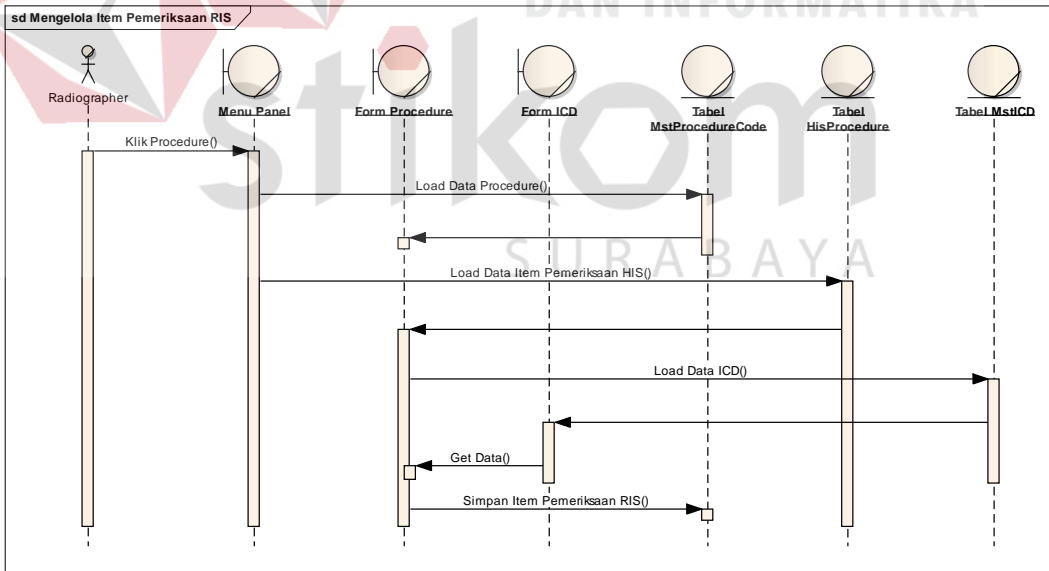 DAN INFORMATIKA
sd Mengelola Item Pemeriksaan RIS
Radiographer
Menu Panel
Form Procedure
Form ICD
Tabel
MstProcedureCode
Tabel
HisProcedure
Tabel MstICD
stikom
Klik Procedure()
Load Data Procedure()
SURABAYA
Load Data Item Pemeriksaan HIS()
Load Data ICD()
Get Data()
Simpan Item Pemeriksaan RIS()